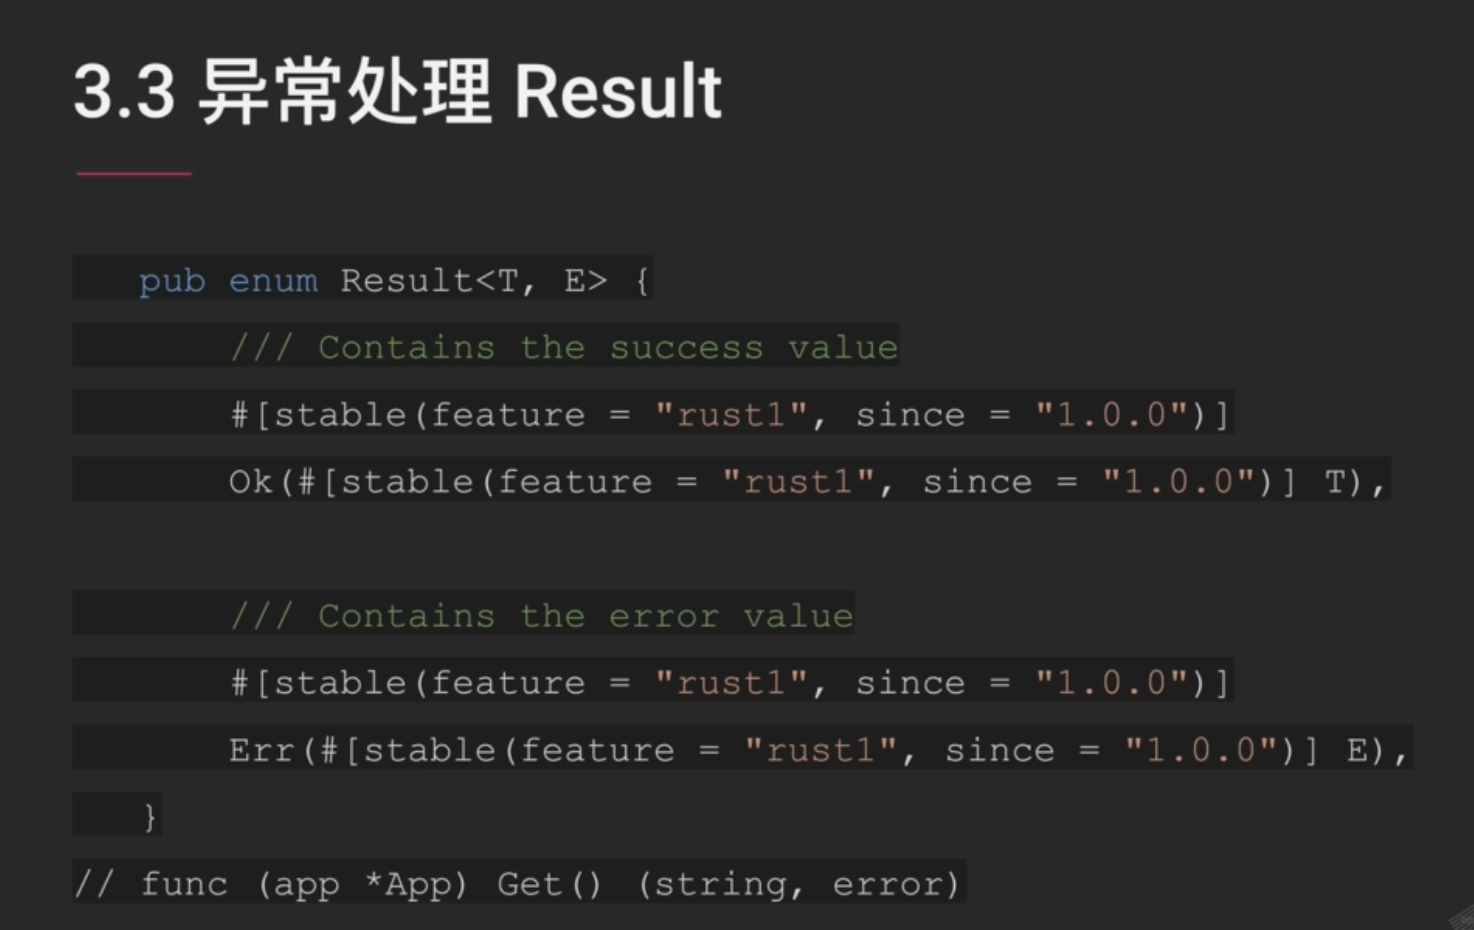 3.3 异常处理 Result
pub enum Result<T, E> {
/// Contains the success value
#[stable(feature = "rust1", since = "1.0.0")]
Ok(#[stable(feature = "rust1", since = "1.0.0")] T),
/// Contains the error value
#[stable(feature = "rust1", since = "1.0.0")]
Err(#[stable(feature = "rust1", since = "1.0.0")] E),
}
// func (app *App) Get() (string, error)